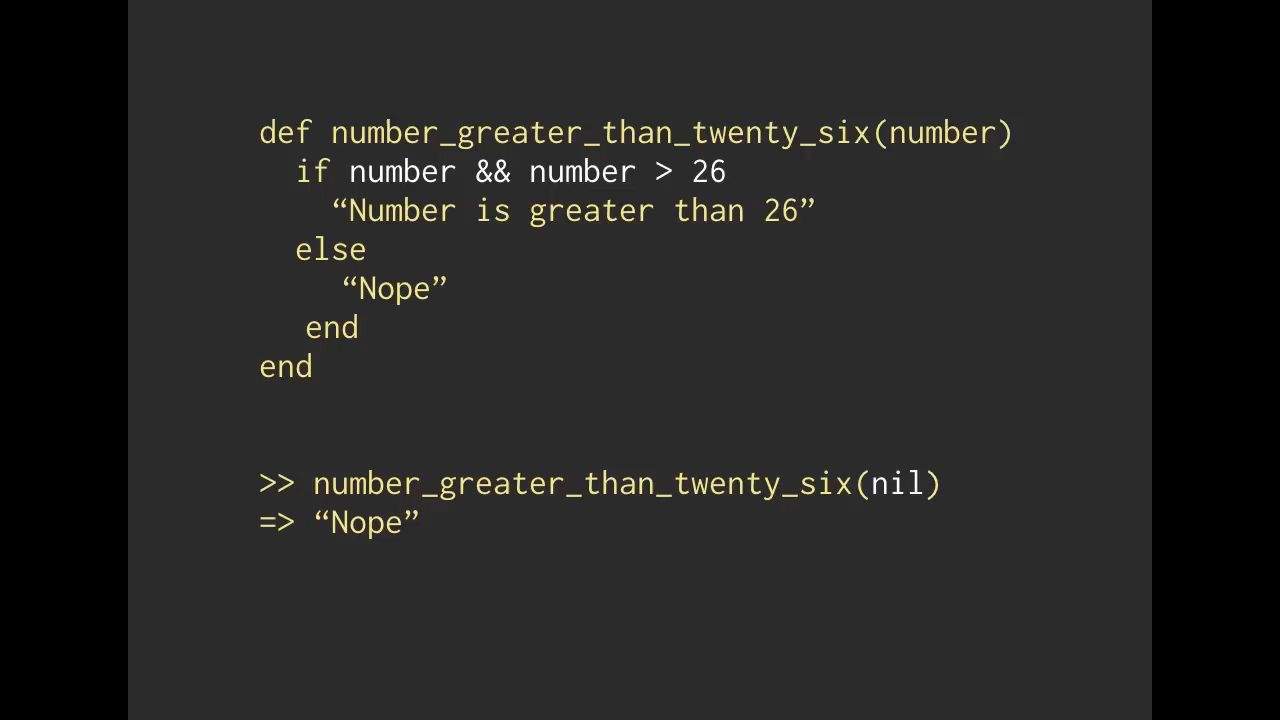 def number_greater_than_twenty_six(number)
if number && number > 26
“Number is greater than 26”
else
“Nope”
end
end
>> number_greater_than_twenty_six(nil)
=> “Nope”